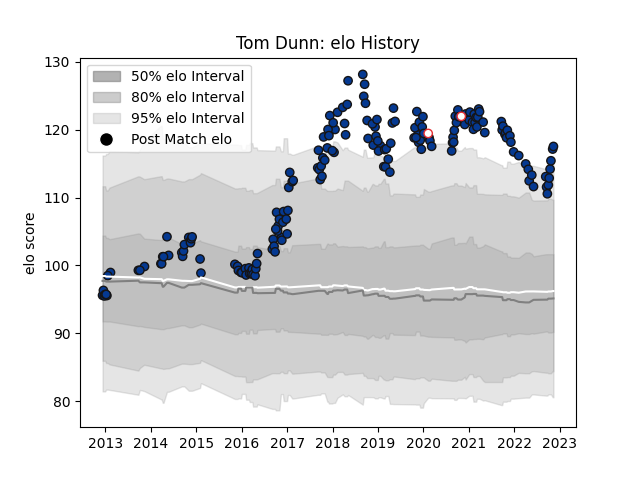 Tom Dunn: elo History
130
120
110
100
90
80
elo score
50% elo Interval
80% elo Interval
95% elo Interval
Post Match elo
2013 2014 2015 2016 2017 2018 2019 2020 2021 2022 2023